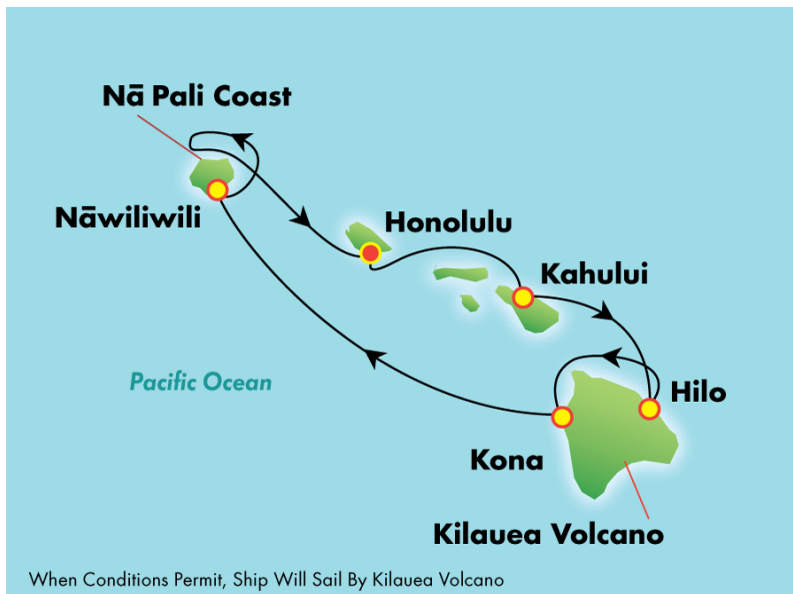 Nā Pali Coast
Nāwiliwili
Honolulu
Kahului
Pacific Ocean
Hilo
Kona
Kilauea Volcano
When Conditions Permit, Ship Will Sail By Kilauea Volcano